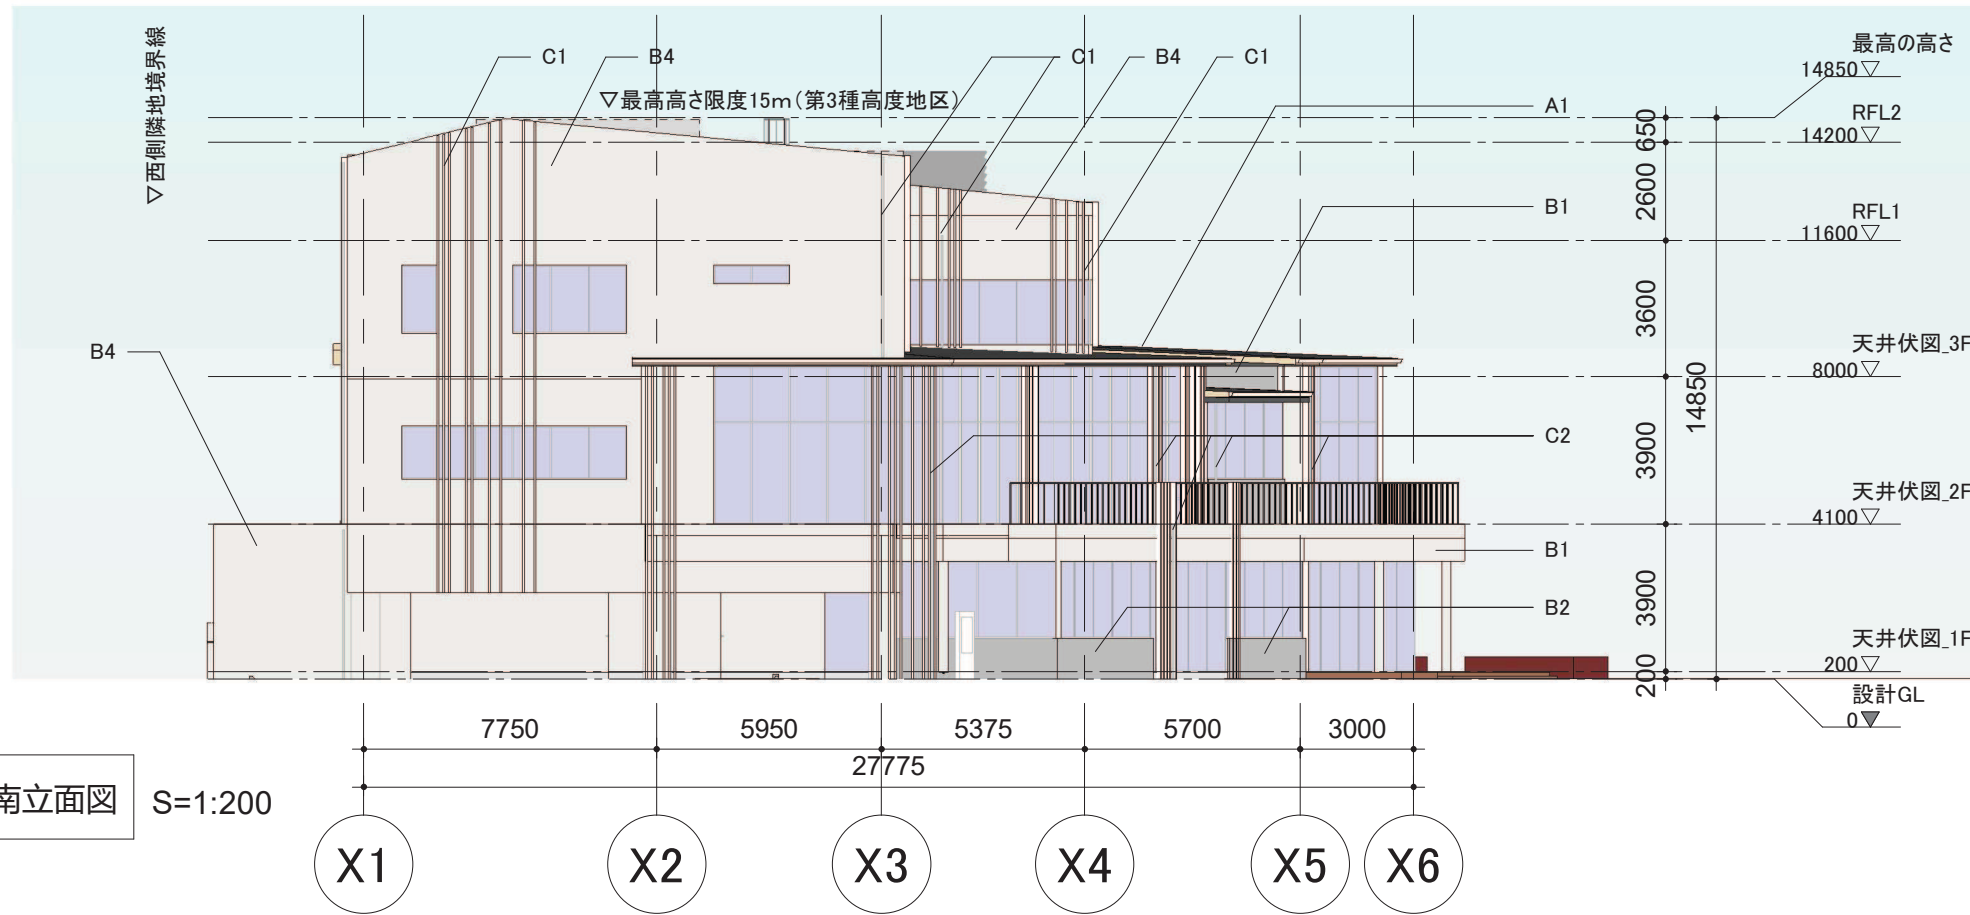 ▽西側隣地境界線
C1
B4
C1
B4
C1
▽最高高さ限度15m(第3種高度地区)
A1
B1
B4
C2
B1
B2
最高の高さ
14850▽
RFL2
14200▽
RFL1
11600▽
天井伏図_3F
8000▽
天井伏図_2F
4100▽
天井伏図_1F
200▽
設計GL
0▼
650
2600
3600
3900
3900
200
14850
7750
5950
5375
5700
3000
27775
南立面図
S=1:200
X1
X2
X3
X4
X5
X6